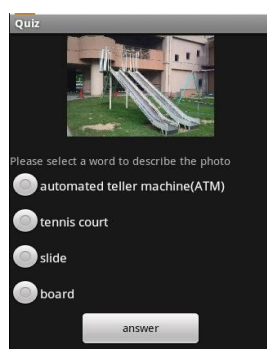 Quiz
Please select a word to describe the photo
automated teller machine(ATM)
tennis court
slide
board
answer